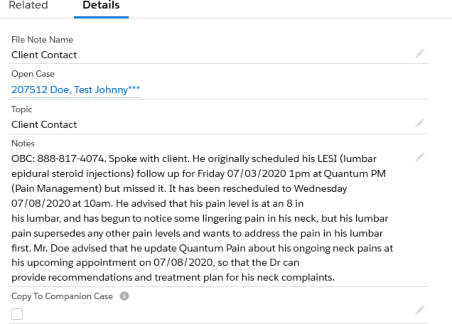 Related Details
File Note Name
Client Contact
Open Case
207512 Doe, Test Johnny***
Topic
Client Contact
Notes
OBC: 888-817-4074. Spoke with client. He originally scheduled his LESI (lumbar
epidural steroid injections) follow up for Friday 07/03/2020 1pm at Quantum PM
(Pain Management) but missed it. It has been rescheduled to Wednesday
07/08/2020 at 10am. He advised that his pain level is at an 8 in
his lumbar, and has begun to notice some lingering pain in his neck, but his lumbar
pain supersedes any other pain levels and wants to address the pain in his lumbar
first. Mr. Doe advised that he update Quantum Pain about his ongoing neck pains at
his upcoming appointment on 07/08/2020, so that the Dr can
provide recommendations and treatment plan for his neck complaints.
Copy To Companion Case